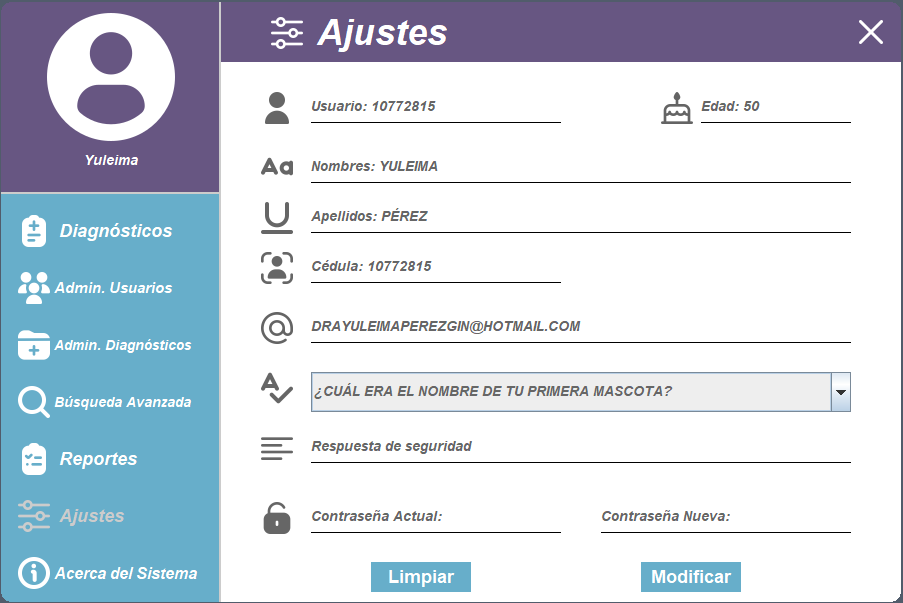 Yuleima
Diagnósticos
Admin. Usuarios
Admin. Diagnósticos
Búsqueda Avanzada
Reportes
Ajustes
Acerca del Sistema
Ajustes
Usuario: 10772815
Edad: 50
Aa
Nombres: YULEIMA
Apellidos: PÉREZ
Cédula: 10772815
@
DRAYULEIMAPEREZGIN@HOTMAIL.COM
¿CUÁL ERA EL NOMBRE DE TU PRIMERA MASCOTA?
Respuesta de seguridad
Contraseña Actual:
Contraseña Nueva:
Limpiar
Modificar